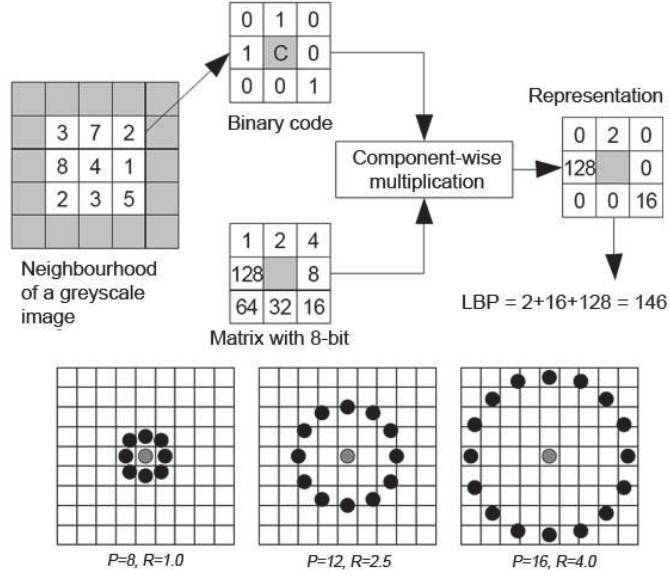 0 1 0
1 C 0
0 0 1
Binary code
3 7 2
8 4 1
2 3 5
Neighbourhood
of a greyscale
image
1 2 4
128 8
64 32 16
Matrix with 8-bit
Component-wise
multiplication
Representation
0 2 0
128 0
0 0 16
LBP = 2+16+128 = 146
P=8, R=1.0
P=12, R=2.5
P=16, R=4.0